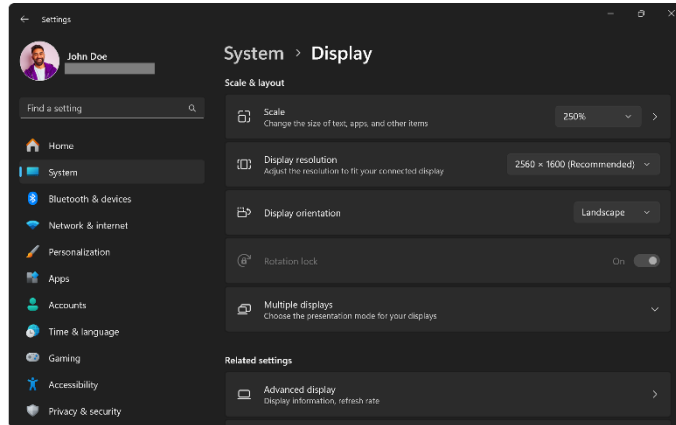 Settings
John Doe
Find a setting
Home
System
Bluetooth & devices
Network & internet
Personalization
Apps
Accounts
Time & language
Gaming
Accessibility
Privacy & security
System > Display
Scale & layout
Scale
Change the size of text, apps, and other items
250%
Display resolution
Adjust the resolution to fit your connected display
2560 × 1600 (Recommended)
Display orientation
Landscape
Rotation lock
On
Multiple displays
Choose the presentation mode for your displays
Related settings
Advanced display
Display information, refresh rate